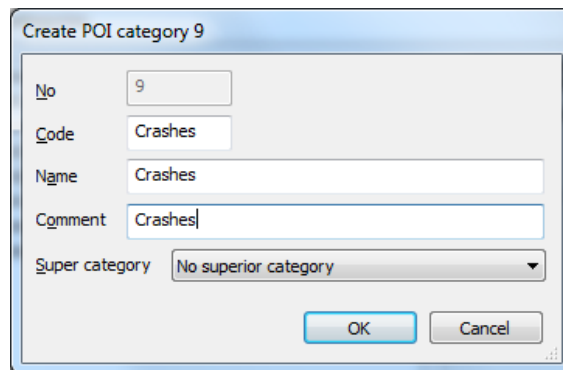 Create POI category 9
No 9
Code Crashes
Name Crashes
Comment Crashes
Super category No superior category
OK Cancel